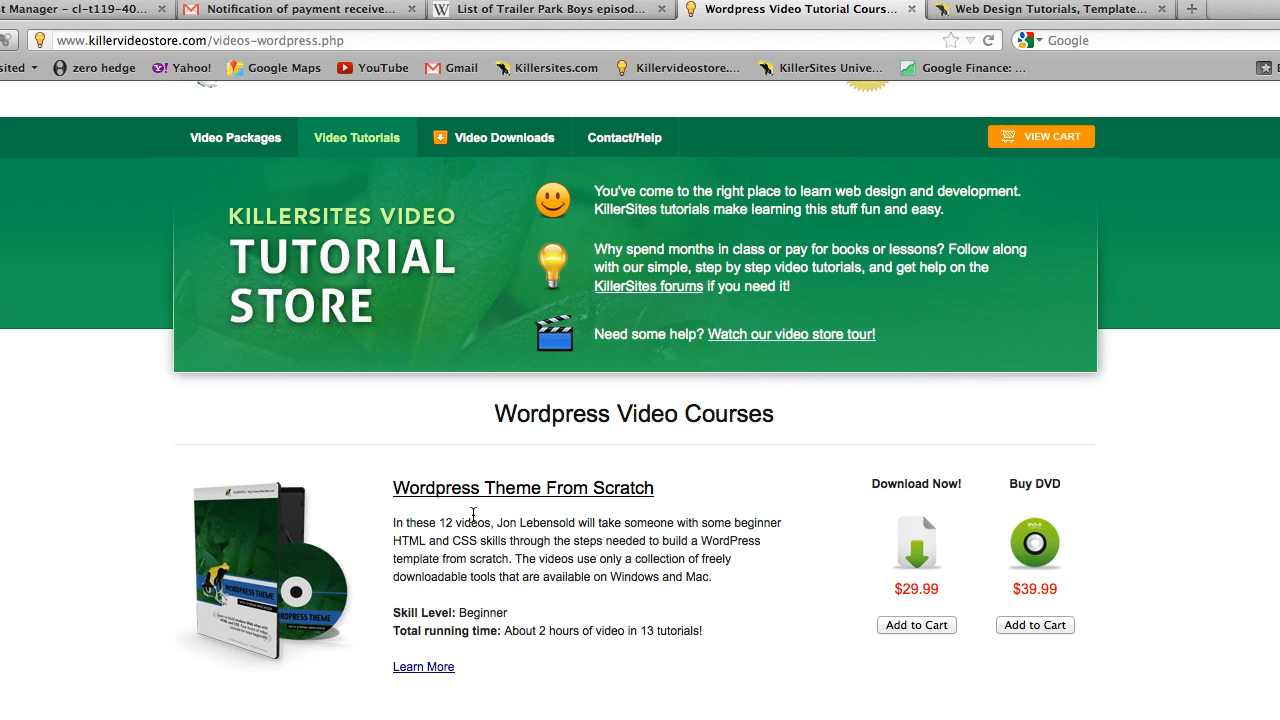 st Manager - cl-t119-40...
Notification of payment receive...
List of Trailer Park Boys episod...
Wordpress Video Tutorial Cours...
Web Design Tutorials, Template...
www.killervideostore.com/videos-wordpress.php
Google
sited
zero hedge
Yahoo!
Google Maps
YouTube
Gmail
Killersites.com
Killervideostore....
KillerSites Unive...
Google Finance: ...
Video Packages
Video Tutorials
Video Downloads
Contact/Help
VIEW CART
KILLERSITES VIDEO
TUTORIAL
STORE
You've come to the right place to learn web design and development.
KillerSites tutorials make learning this stuff fun and easy.
Why spend months in class or pay for books or lessons? Follow along
with our simple, step by step video tutorials, and get help on the
KillerSites forums if you need it!
Need some help? Watch our video store tour!
Wordpress Video Courses
Wordpress Theme From Scratch
In these 12 videos, Jon Lebensold will take someone with some beginner
HTML and CSS skills through the steps needed to build a WordPress
template from scratch. The videos use only a collection of freely
downloadable tools that are available on Windows and Mac.
Skill Level: Beginner
Total running time: About 2 hours of video in 13 tutorials!
Learn More
Download Now!
$29.99
Add to Cart
Buy DVD
$39.99
Add to Cart
WORDPRESS THEME